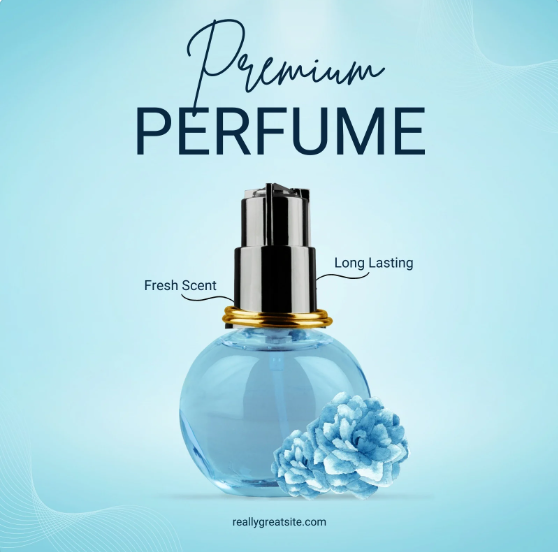 Premium
PERFUME
Long Lasting
Fresh Scent
reallygreatsite.com